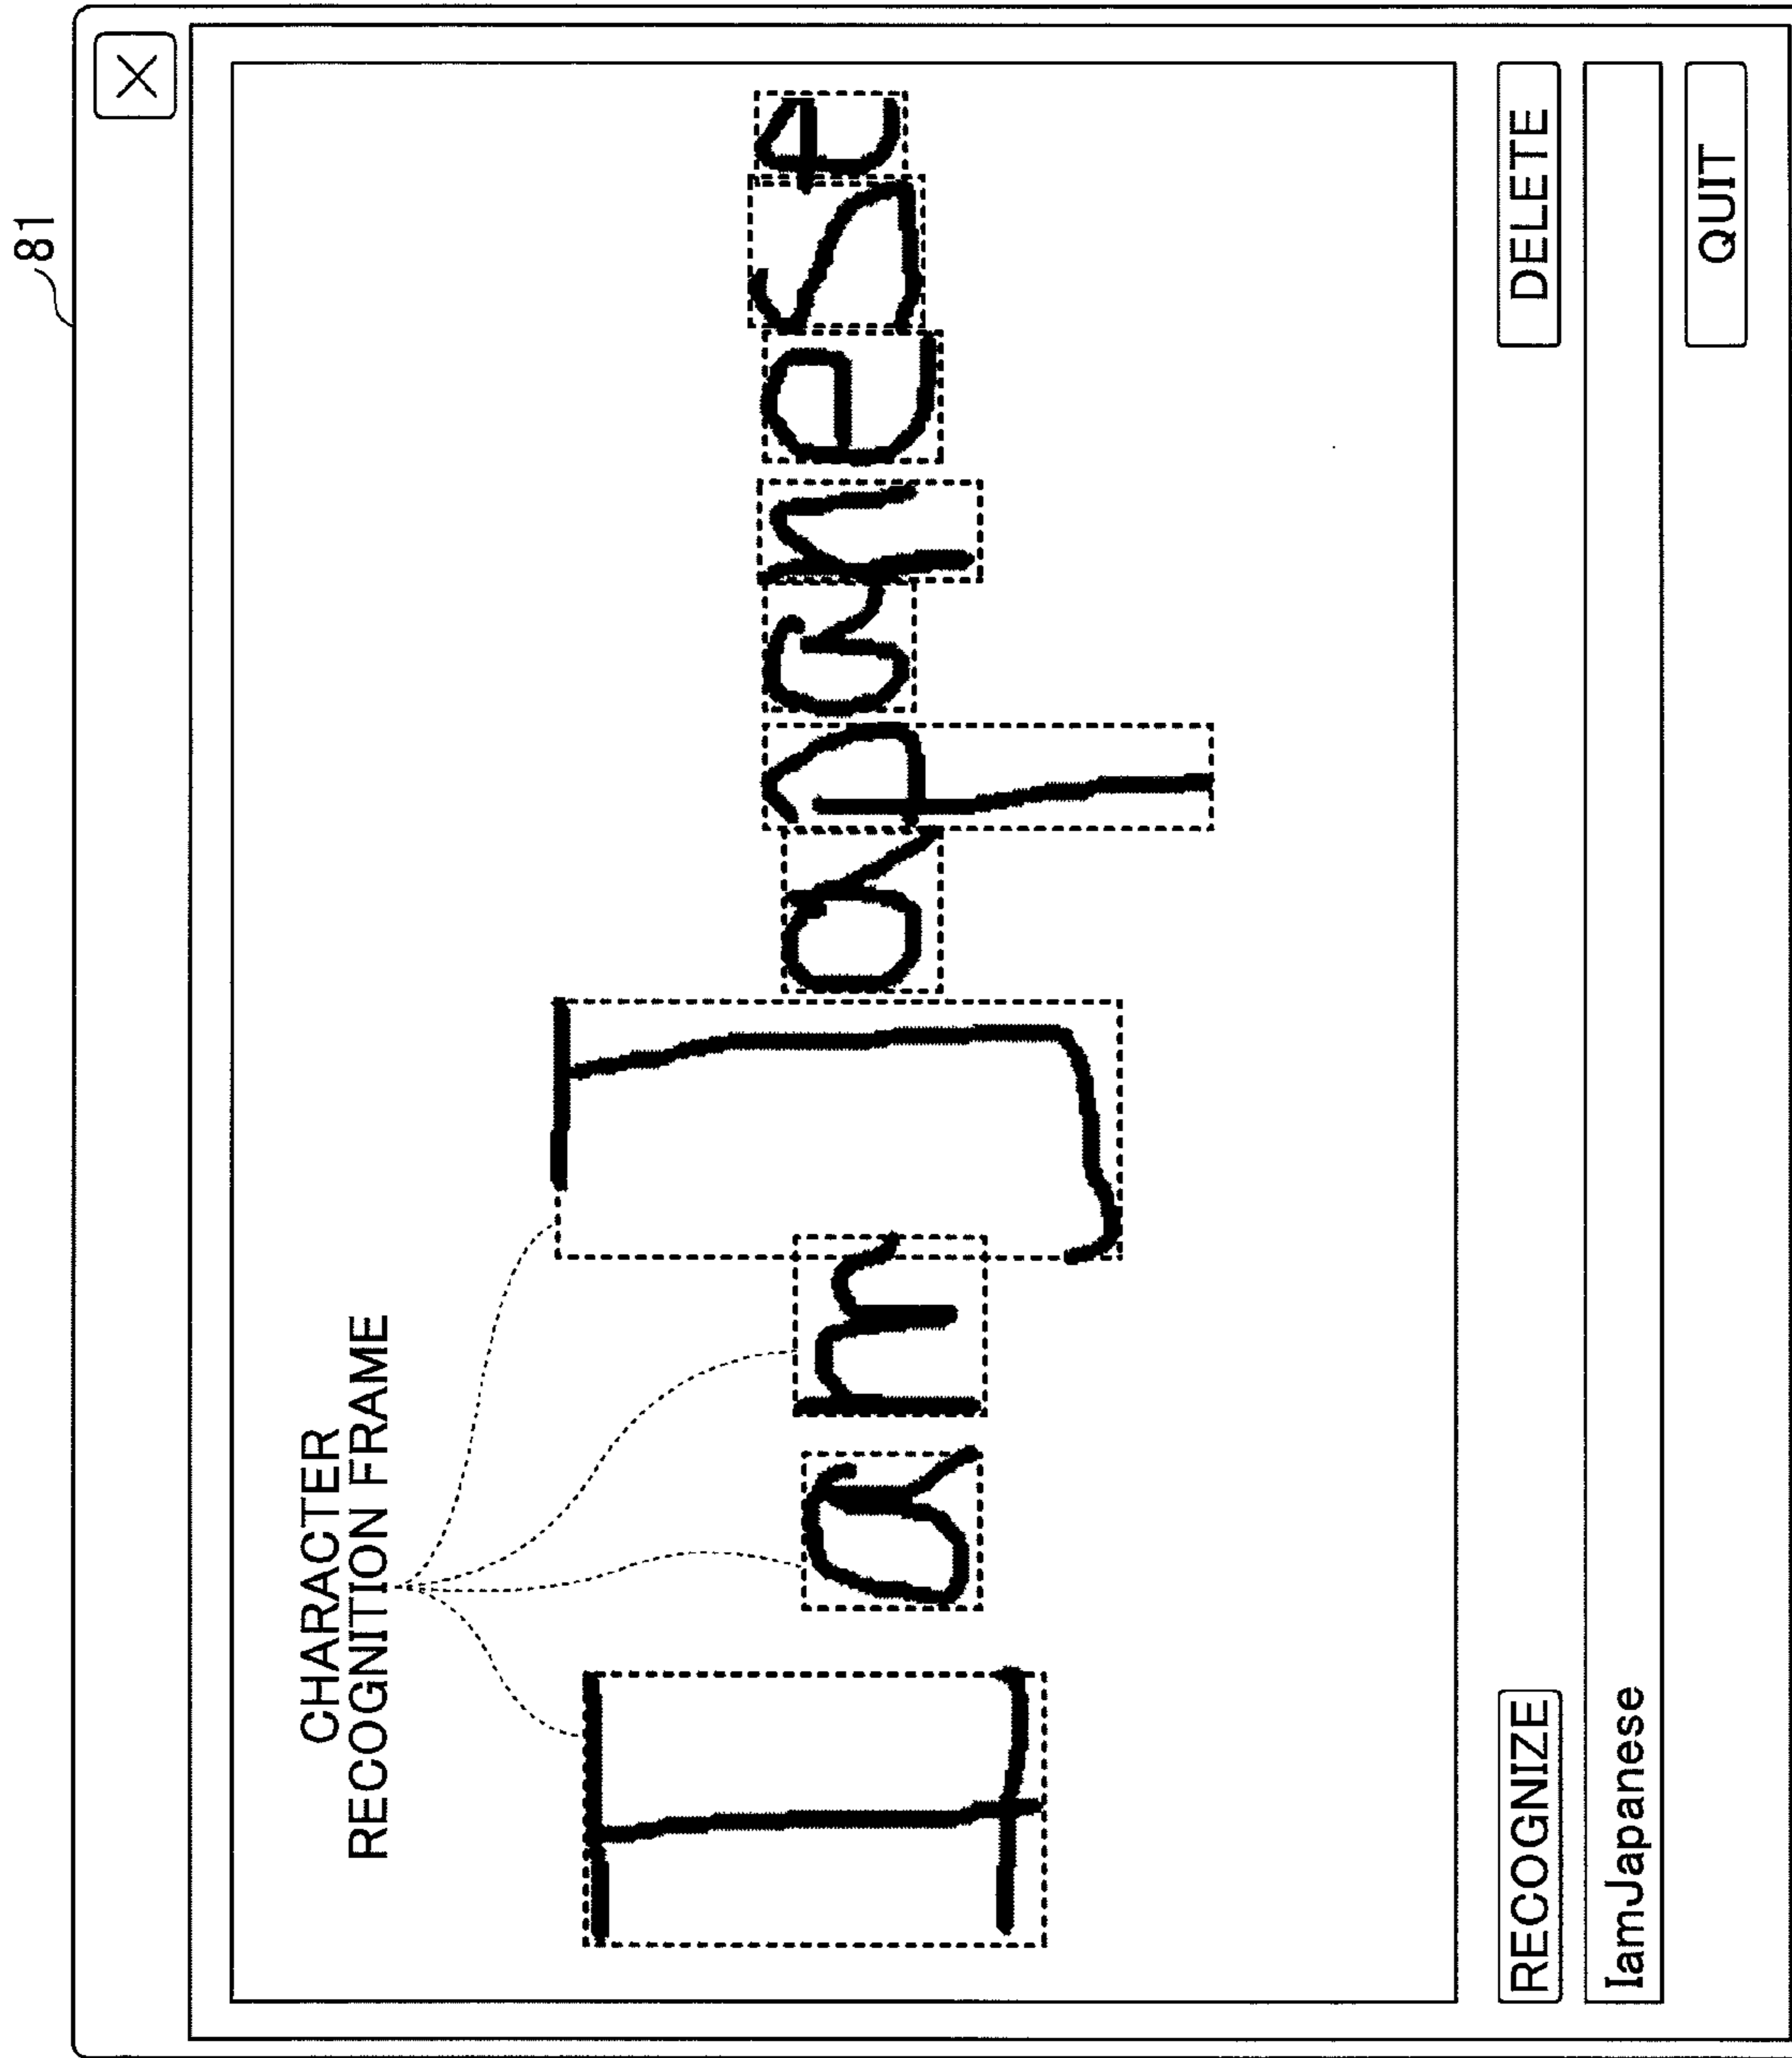 81
×
CHARACTER
RECOGNITION FRAME
I am Japanese
RECOGNIZE DELETE
IamJapanese
QUIT